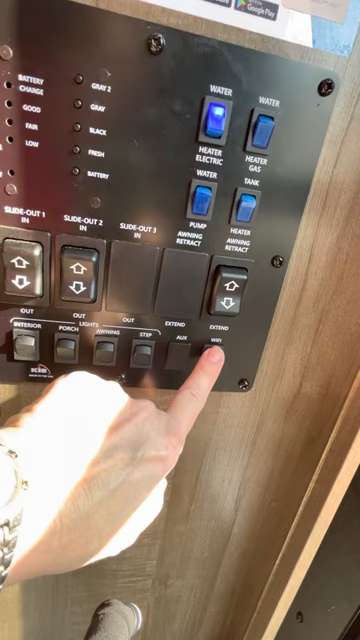 Google Play
BATTERY
CHARGE
GOOD
FAIR
LOW
GRAY 2
GRAY
BLACK
FRESH
BATTERY
WATER
HEATER
ELECTRIC
WATER
HEATER
GAS
WATER
PUMP
TANK
HEATER
SLIDE-OUT 1
IN
OUT
SLIDE-OUT 2
IN
OUT
SLIDE-OUT 3
IN
OUT
AWNING
RETRACT
EXTEND
AWNING
RETRACT
EXTEND
LIGHTS
INTERIOR
PORCH
AWNING
STEP
AUX
WIFI